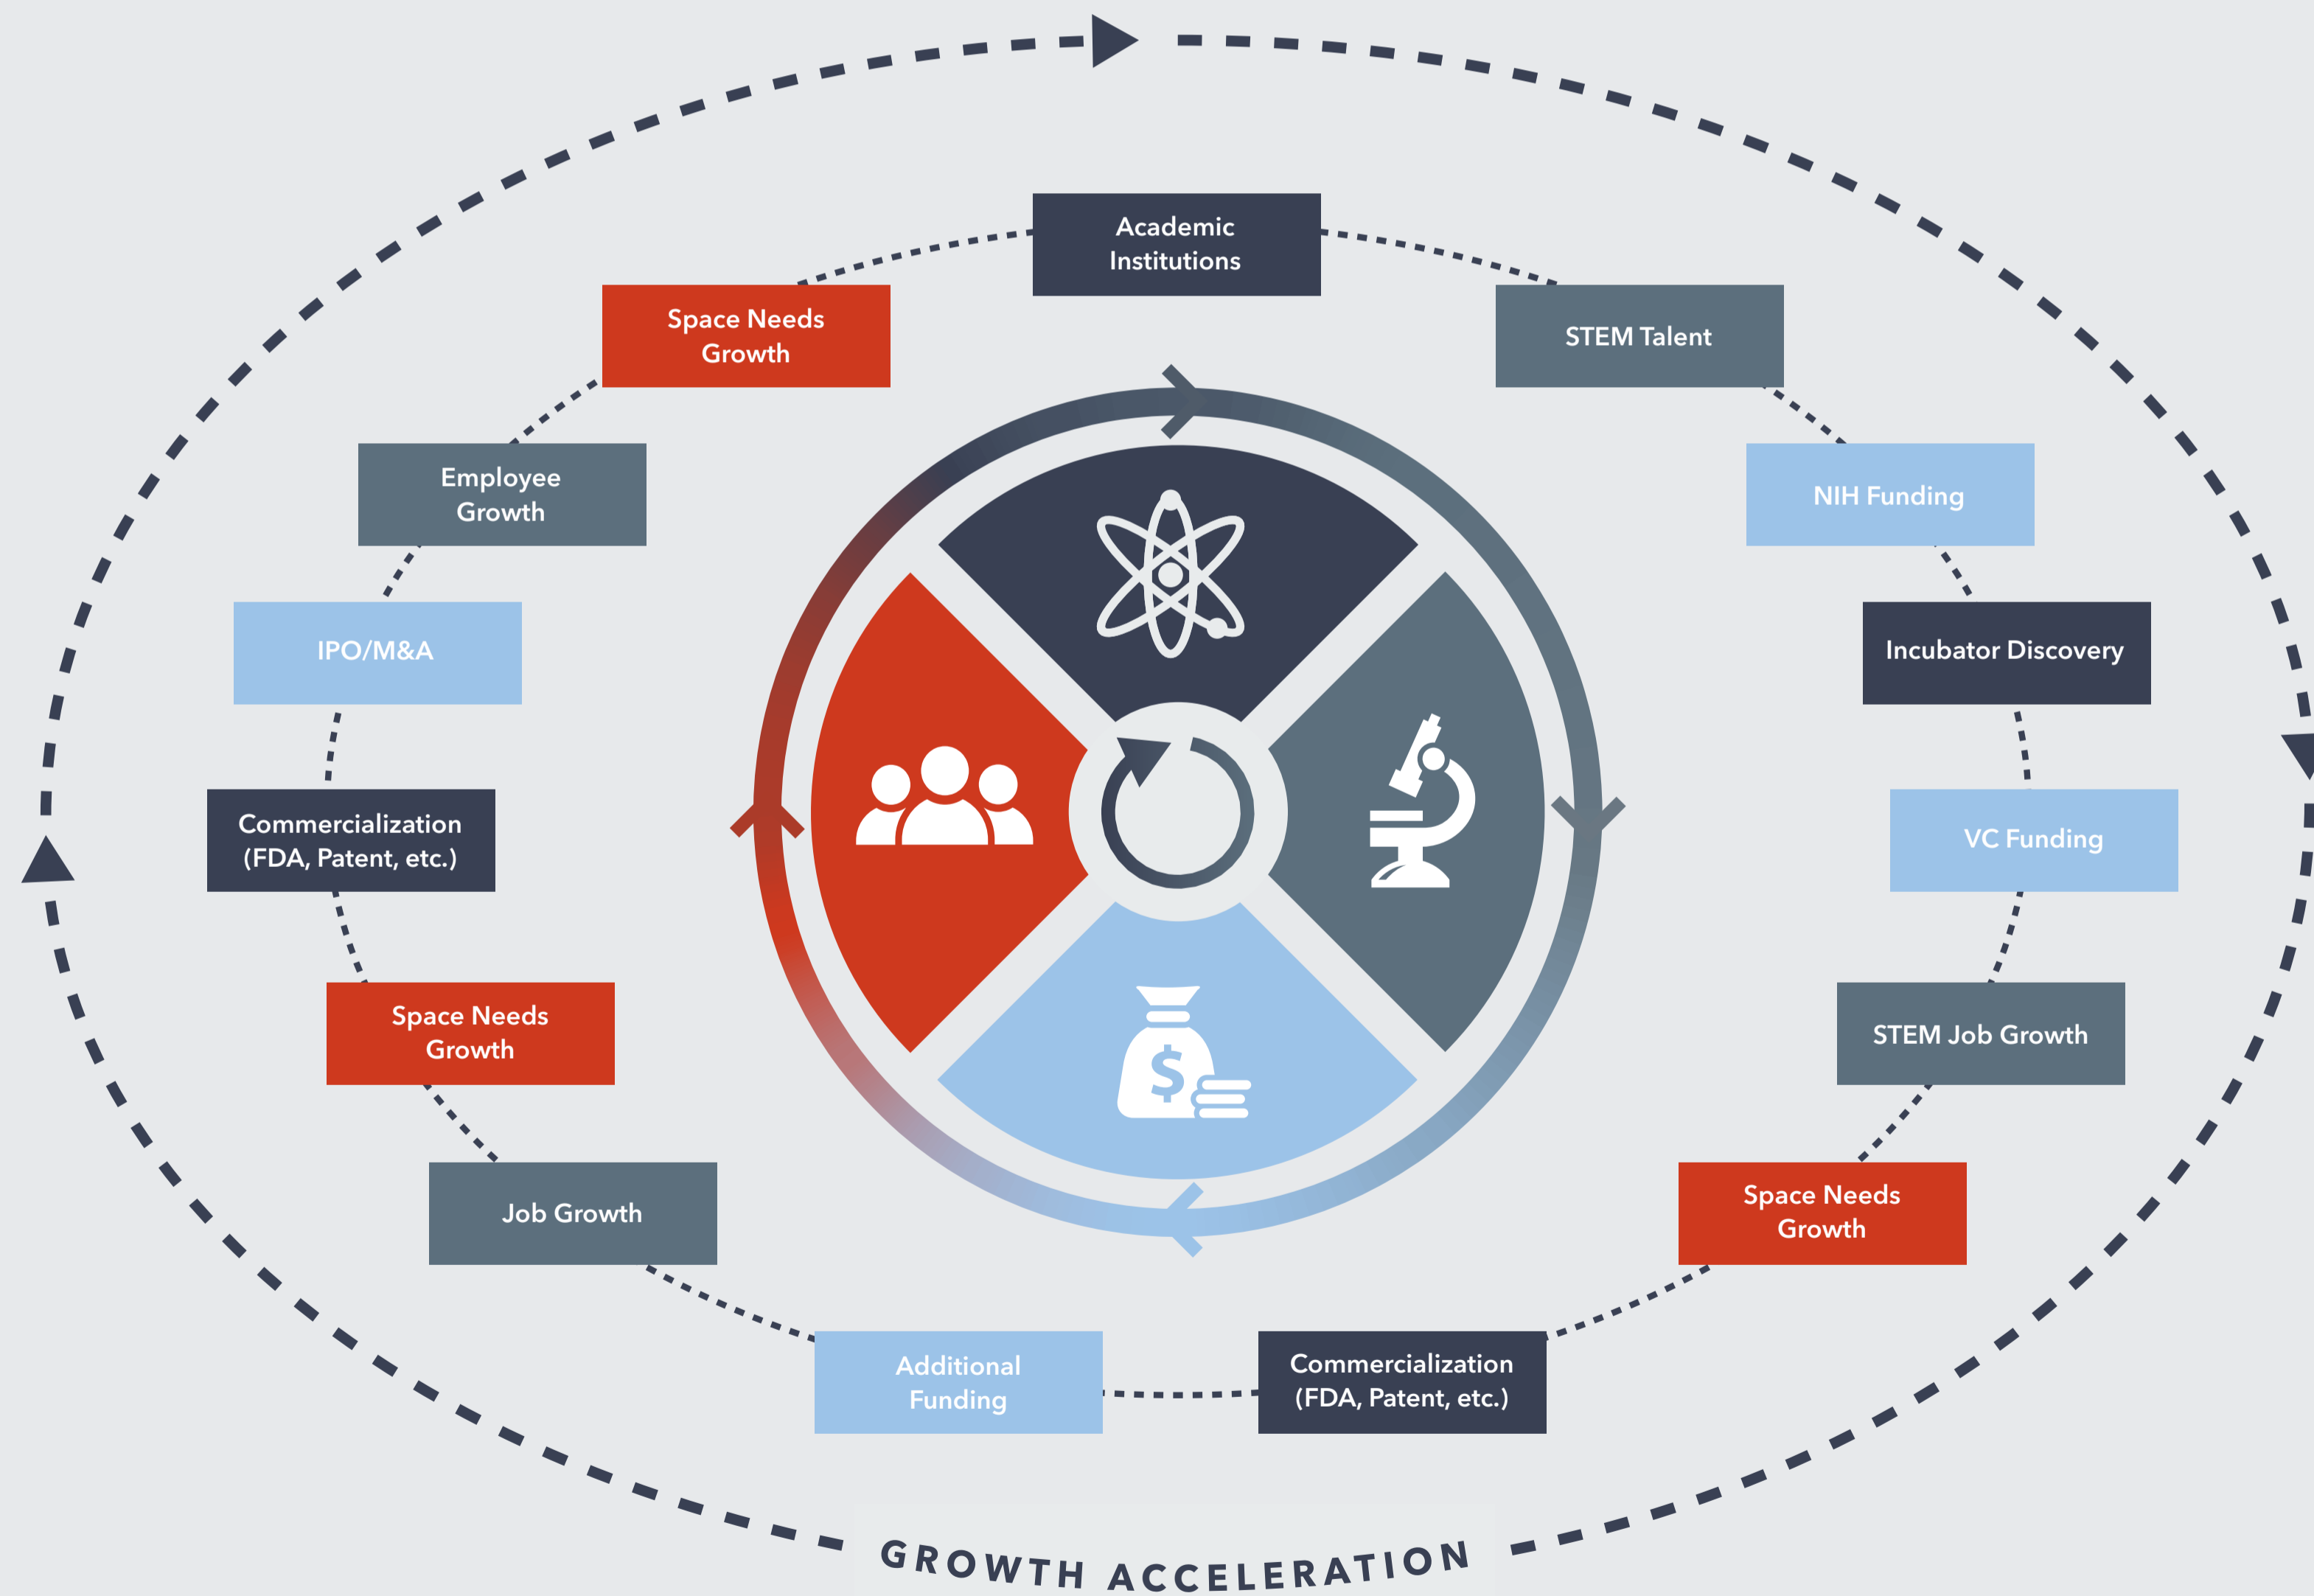 Academic
Institutions
STEM Talent
NIH Funding
Incubator Discovery
VC Funding
STEM Job Growth
Space Needs
Growth
Commercialization
(FDA, Patent, etc.)
Additional
Funding
Job Growth
Space Needs
Growth
Commercialization
(FDA, Patent, etc.)
IPO/M&A
Employee
Growth
Space Needs
Growth
$
GROWTH ACCELERATION